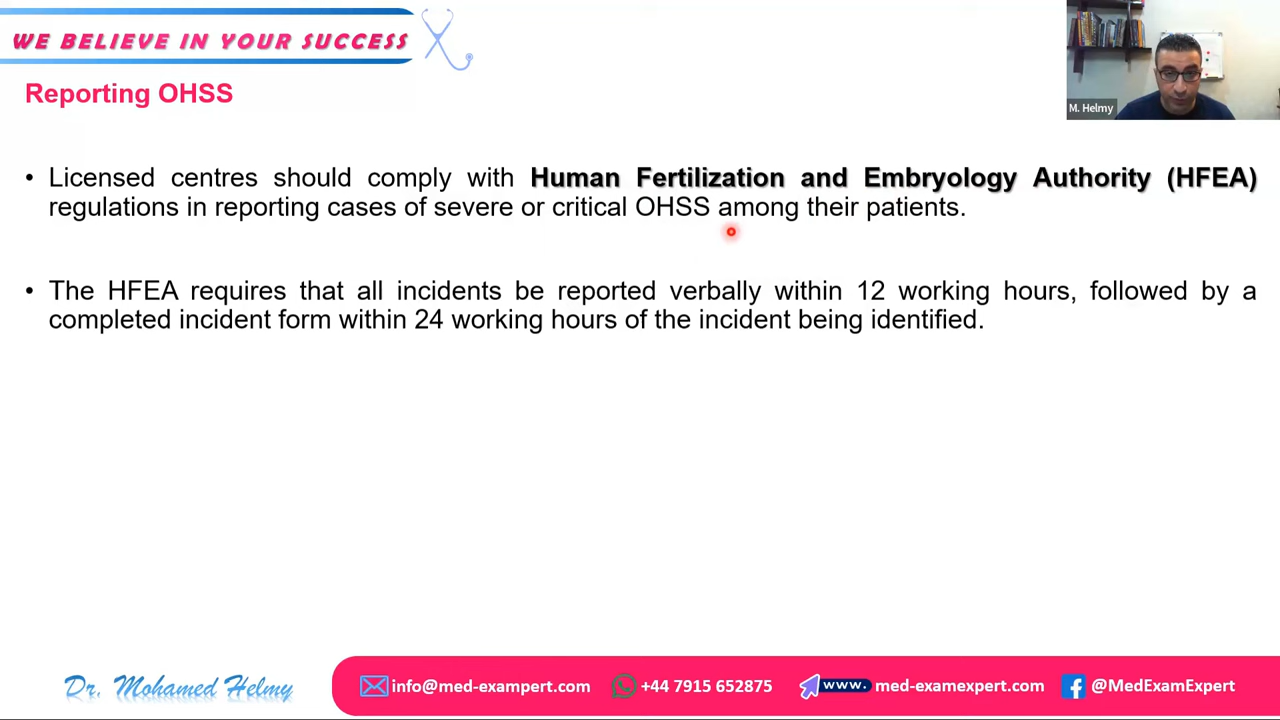 WE BELIEVE IN YOUR SUCCESS
M. Helmy
Reporting OHSS
• Licensed centres should comply with Human Fertilization and Embryology Authority (HFEA)
regulations in reporting cases of severe or critical OHSS among their patients.
• The HFEA requires that all incidents be reported verbally within 12 working hours, followed by a
completed incident form within 24 working hours of the incident being identified.
Dr. Mohamed Helmy
info@med-exampert.com
+44 7915 652875
www. med-examexpert.com
@MedExamExpert